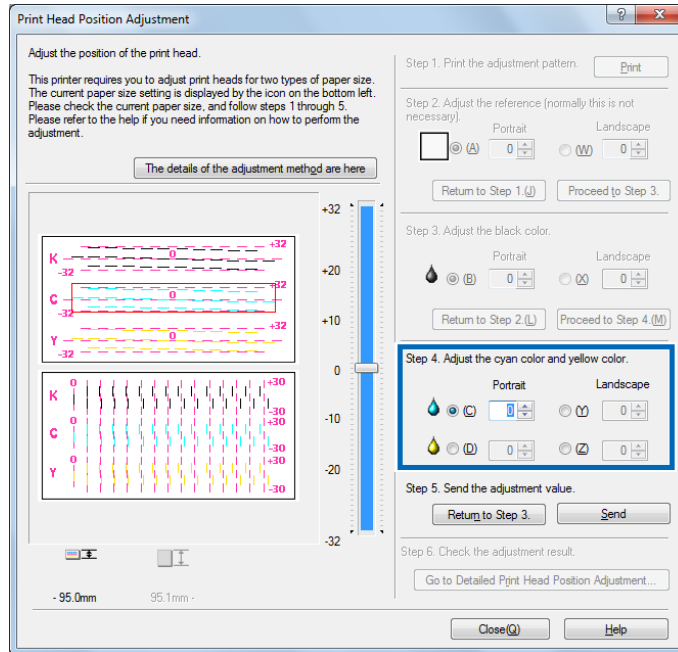 Print Head Position Adjustment
Adjust the position of the print head.
This printer requires you to adjust print heads for two types of paper size.
The current paper size setting is displayed by the icon on the bottom left.
Please check the current paper size, and follow steps 1 through 5.
Please refer to the help if you need information on how to perform the
adjustment.
The details of the adjustment method are here
+32
+20
+10
0
-10
-20
-32
K
0
+32
-32
C
0
+32
-32
Y
0
+32
-32
K
0
+30
-30
C
0
+30
-30
Y
0
+30
-30
- 95.0mm
95.1mm -
Step 1. Print the adjustment pattern.
Print
Step 2. Adjust the reference (normally this is not
necessary).
Portrait
Landscape
(A)
0
(W)
0
Return to Step 1.(J)
Proceed to Step 3.
Step 3. Adjust the black color.
Portrait
Landscape
(B)
0
(X)
0
Return to Step 2.(L)
Proceed to Step 4.(M)
Step 4. Adjust the cyan color and yellow color.
Portrait
Landscape
(C)
0
(Y)
0
(D)
0
(Z)
0
Step 5. Send the adjustment value.
Return to Step 3.
Send
Step 6. Check the adjustment result.
Go to Detailed Print Head Position Adjustment...
Close(Q)
Help